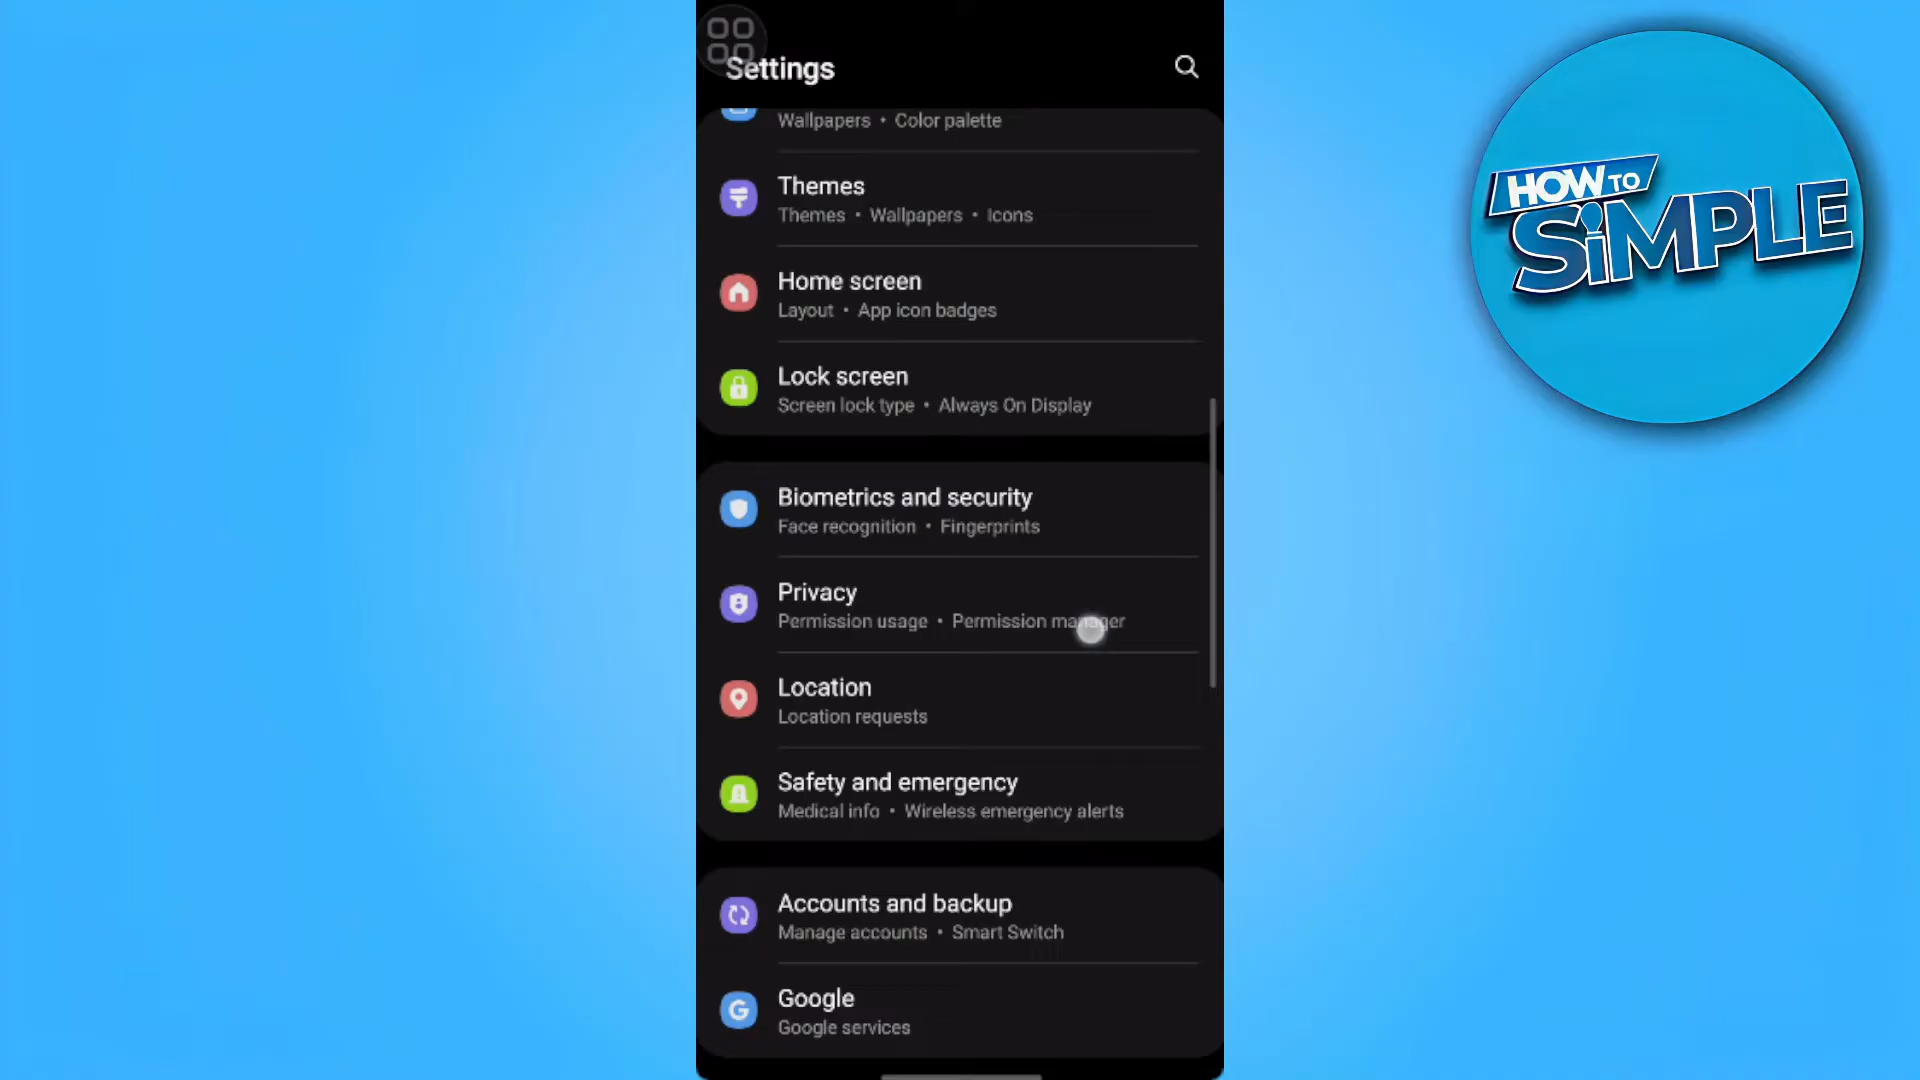 Settings
Wallpapers • Color palette
Themes
Themes • Wallpapers • Icons
Home screen
Layout • App icon badges
Lock screen
Screen lock type • Always On Display
Biometrics and security
Face recognition • Fingerprints
Privacy
Permission usage • Permission manager
Location
Location requests
Safety and emergency
Medical info • Wireless emergency alerts
Accounts and backup
Manage accounts • Smart Switch
Google
Google services
HOW TO
SiMPLE